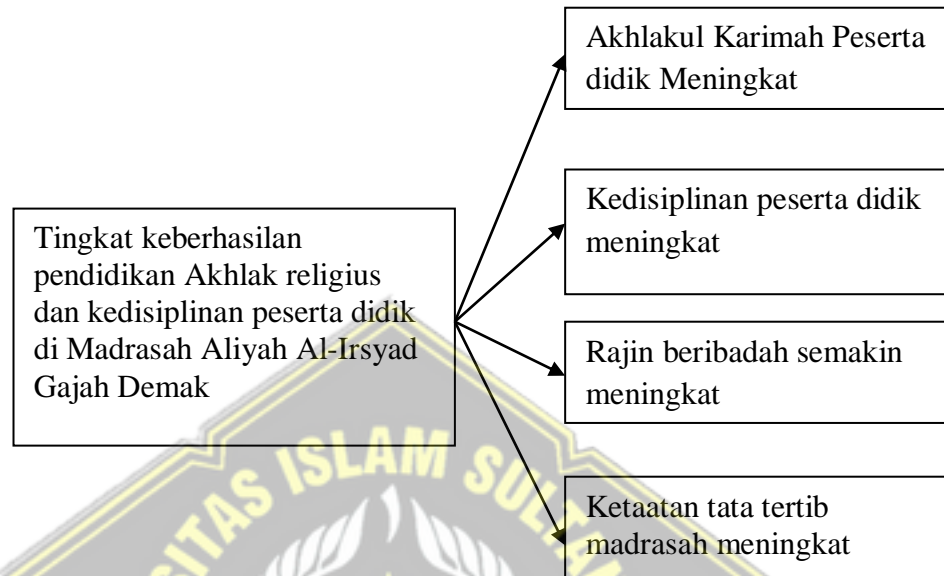 Akhlakul Karimah Peserta
didik Meningkat
Kedisiplinan peserta didik
meningkat
Tingkat keberhasilan
pendidikan Akhlak religius
dan kedisiplinan peserta didik
di Madrasah Aliyah Al-Irsyad
Gajah Demak
Rajin beribadah semakin
meningkat
Ketaatan tata tertib
madrasah meningkat
ISLAM